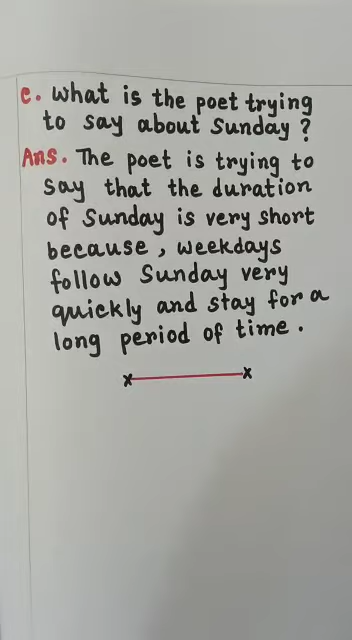 c. What is the poet trying
to say about Sunday?
Ans. The poet is trying to
say that the duration
of Sunday is very short
because, weekdays
follow Sunday very
quickly and stay for a
long period of time.
x x